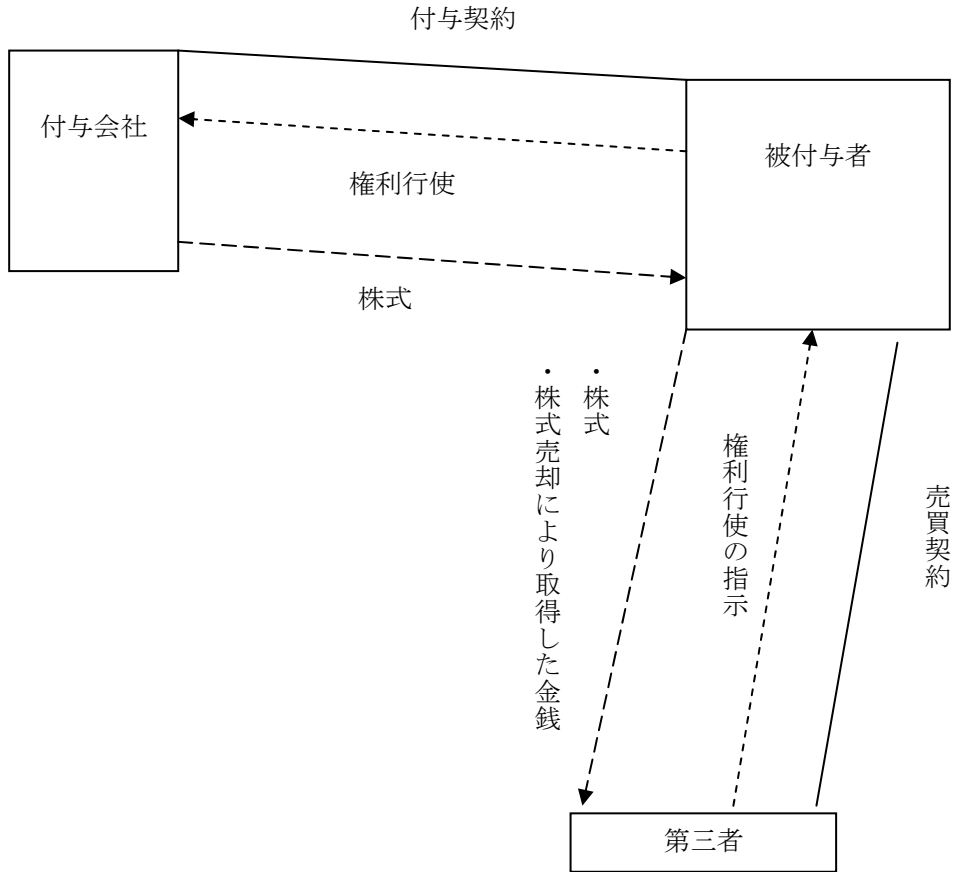 付与契約
付与会社
被付与者
権利行使
株式
・株式
・株式売却により取得した金銭
権利行使の指示
売買契約
第三者